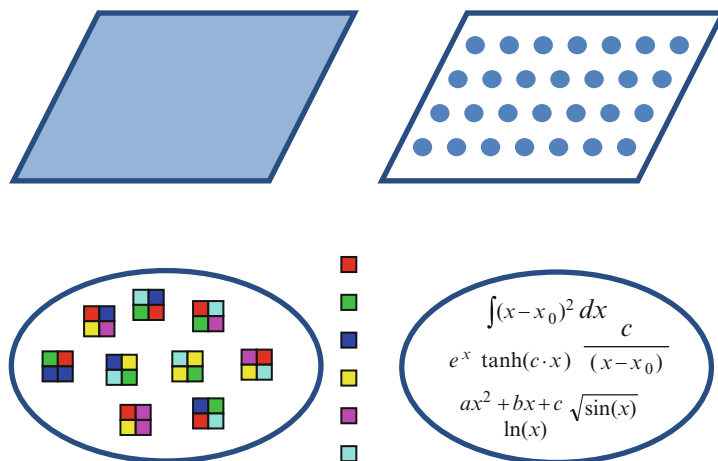 ∫(x − x₀)² dx
eˣ tanh(c·x) c/(x − x₀)
ax² + bx + c √sin(x)
ln(x)